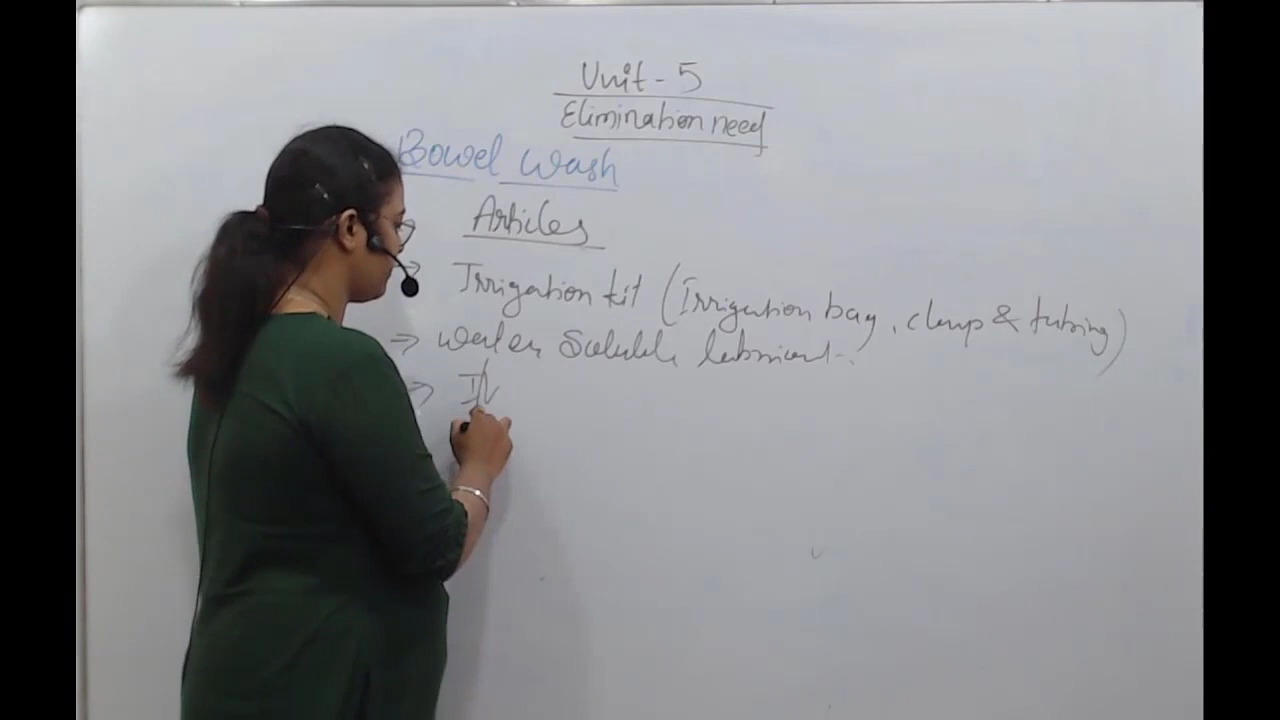 Unit - 5
Elimination need
Bowel Wash
Articles
→ Irrigation kit (Irrigation bag, clamp & tubing)
⇒ Water Soluble lubricant.
⇒ IV